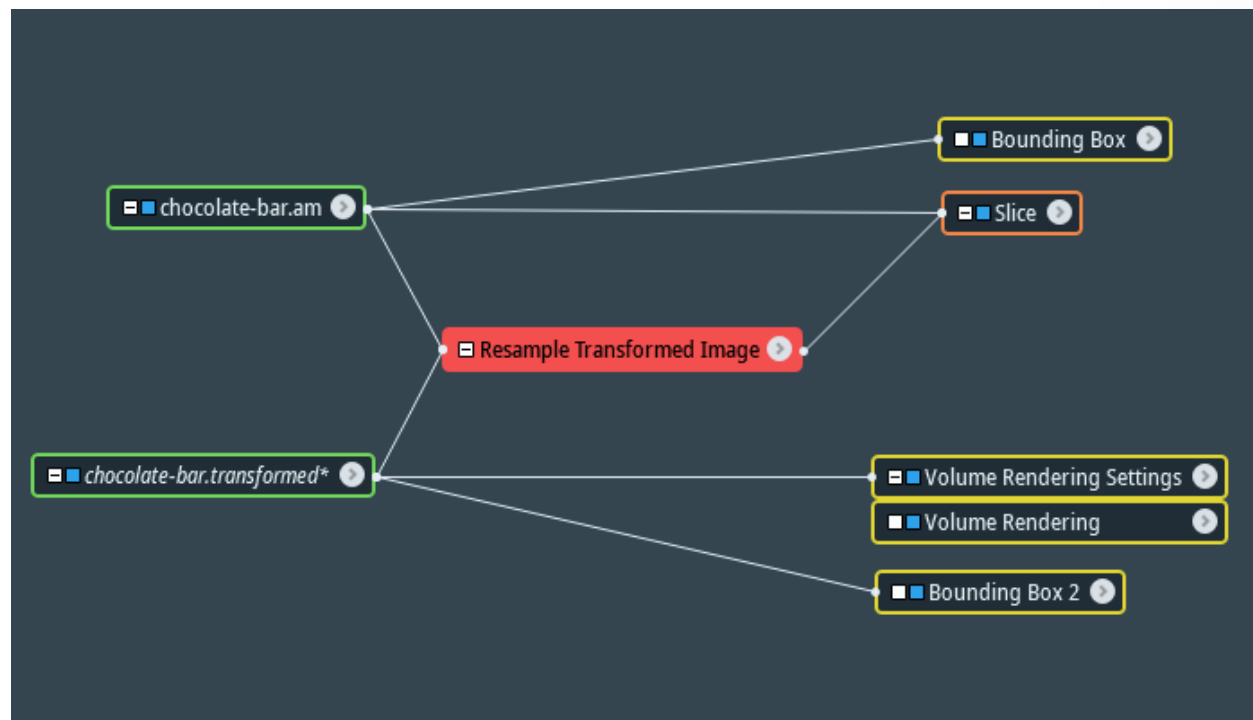 Bounding Box
chocolate-bar.am
Slice
Resample Transformed Image
chocolate-bar.transformed*
Volume Rendering Settings
Volume Rendering
Bounding Box 2